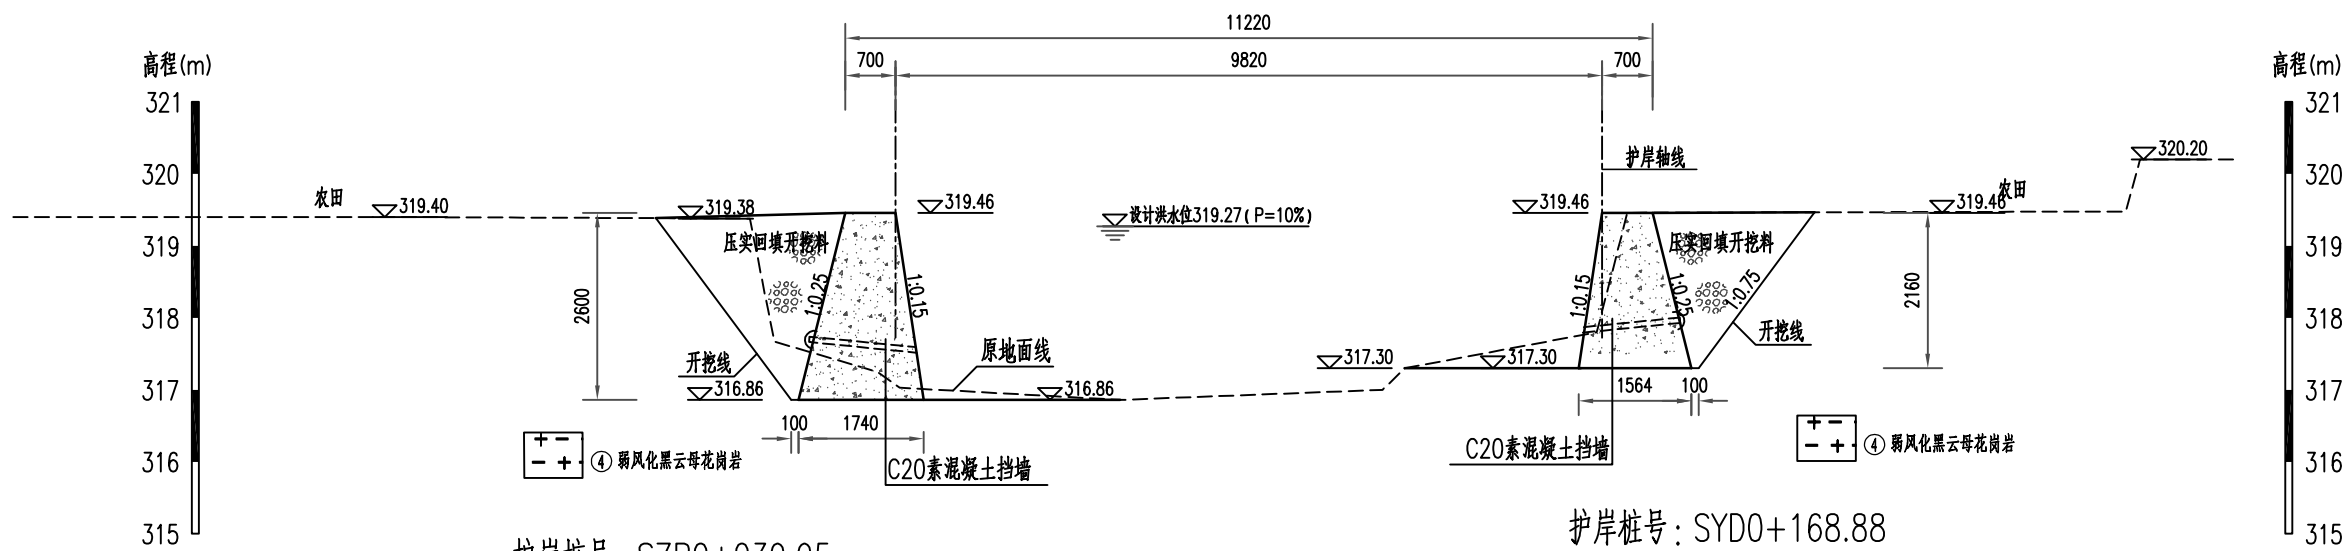 11220
700
9820
700
高程(m)
高程(m)
321
321
护岸轴线
320.20
320
320
农田
319.40
319.38
319.46
设计洪水位319.27(P=10%)
319.46
319.46
农田
压实回填开挖料
压实回填开挖料
319
319
1:0.25
1:0.15
1:0.15
1:0.25
1:0.75
2600
2160
318
318
开挖线
原地面线
317.30
317.30
开挖线
317
317
316.86
316.86
1564
100
100
1740
④ 弱风化黑云母花岗岩
C20素混凝土挡墙
C20素混凝土挡墙
④ 弱风化黑云母花岗岩
316
316
护岸桩号: SYD0+168.88
315
315